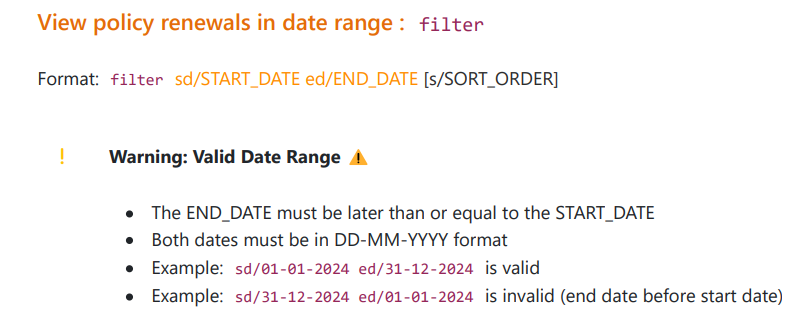 View policy renewals in date range : filter
Format: filter sd/START_DATE ed/END_DATE [s/SORT_ORDER]
! Warning: Valid Date Range ⚠
• The END_DATE must be later than or equal to the START_DATE
• Both dates must be in DD-MM-YYYY format
• Example: sd/01-01-2024 ed/31-12-2024 is valid
• Example: sd/31-12-2024 ed/01-01-2024 is invalid (end date before start date)